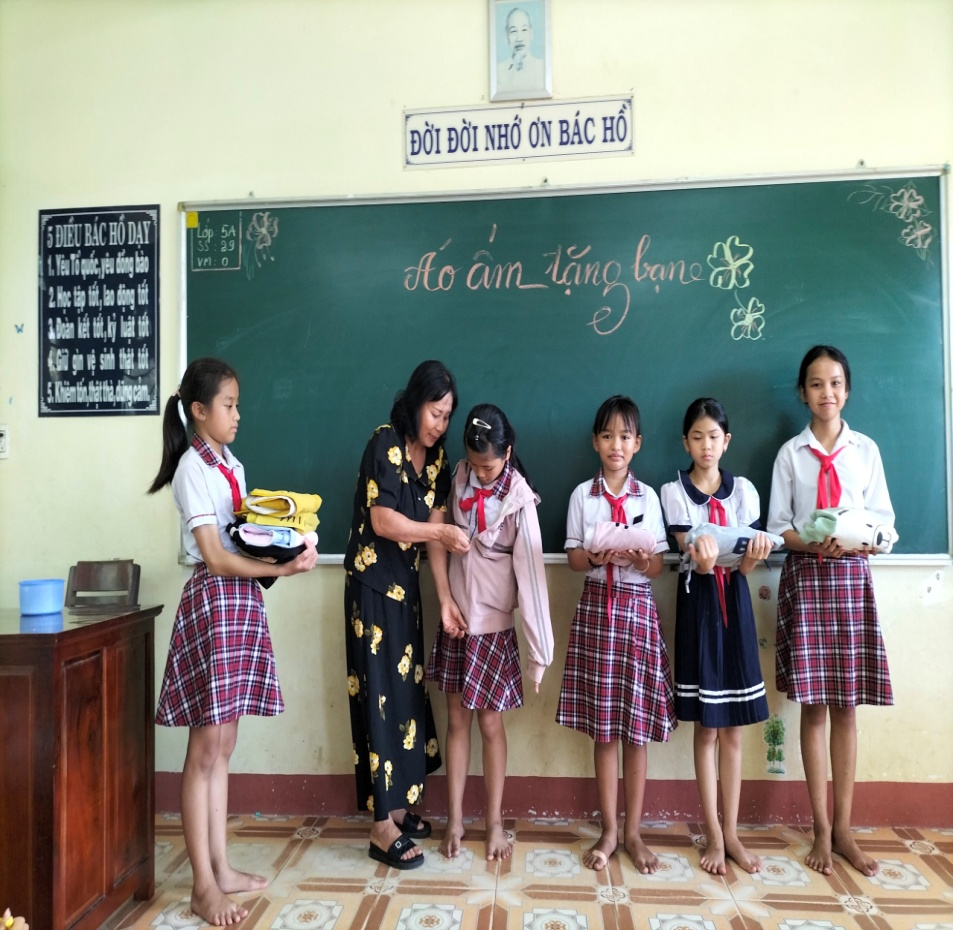 ĐỜI ĐỜI NHỚ ƠN BÁC HỒ
5 ĐIỀU BÁC HỒ DẠY
1. Yêu Tổ quốc, yêu đồng bào
2. Học tập tốt, lao động tốt
3. Đoàn kết tốt, kỷ luật tốt
4. Giữ gìn vệ sinh thật tốt
5. Khiêm tốn, thật thà, dũng cảm.
Lớp : 5A
SS : 29
VM : 0
Áo ấm tặng bạn